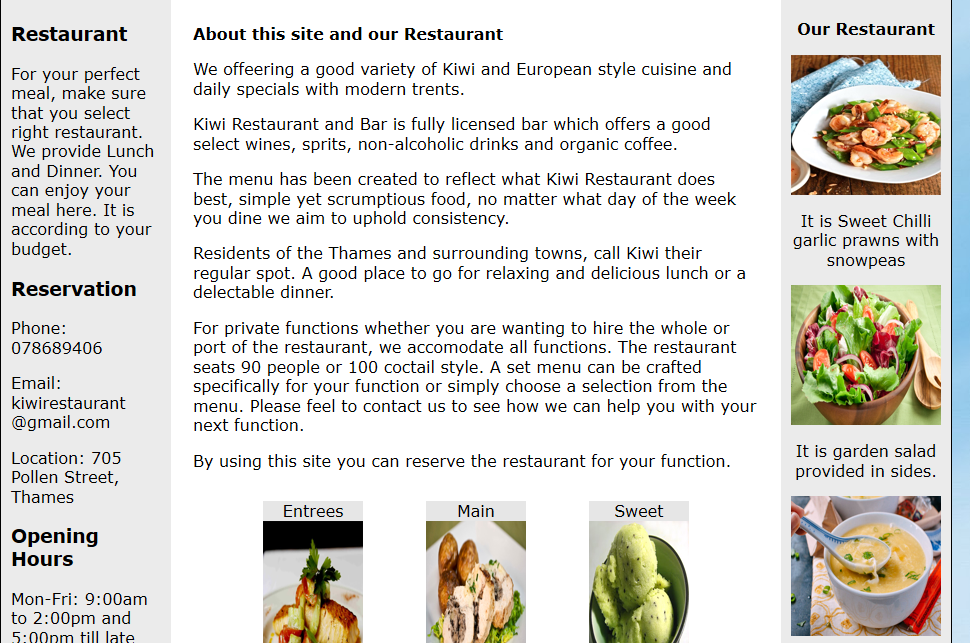 Restaurant
For your perfect
meal, make sure
that you select
right restaurant.
We provide Lunch
and Dinner. You
can enjoy your
meal here. It is
according to your
budget.
Reservation
Phone:
078689406
Email:
kiwirestaurant
@gmail.com
Location: 705
Pollen Street,
Thames
Opening
Hours
Mon-Fri: 9:00am
to 2:00pm and
5:00pm till late
About this site and our Restaurant
We offeering a good variety of Kiwi and European style cuisine and
daily specials with modern trents.
Kiwi Restaurant and Bar is fully licensed bar which offers a good
select wines, sprits, non-alcoholic drinks and organic coffee.
The menu has been created to reflect what Kiwi Restaurant does
best, simple yet scrumptious food, no matter what day of the week
you dine we aim to uphold consistency.
Residents of the Thames and surrounding towns, call Kiwi their
regular spot. A good place to go for relaxing and delicious lunch or a
delectable dinner.
For private functions whether you are wanting to hire the whole or
port of the restaurant, we accomodate all functions. The restaurant
seats 90 people or 100 coctail style. A set menu can be crafted
specifically for your function or simply choose a selection from the
menu. Please feel to contact us to see how we can help you with your
next function.
By using this site you can reserve the restaurant for your function.
Entrees
Main
Sweet
Our Restaurant
It is Sweet Chilli
garlic prawns with
snowpeas
It is garden salad
provided in sides.